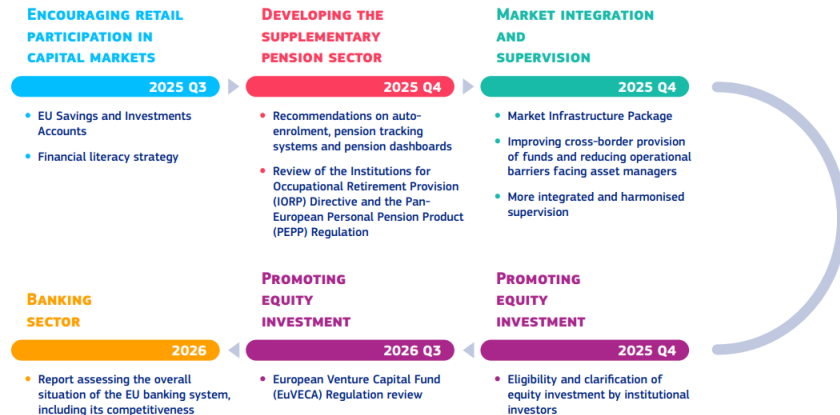 ENCOURAGING RETAIL
PARTICIPATION IN
CAPITAL MARKETS
2025 Q3
• EU Savings and Investments
Accounts
• Financial literacy strategy
DEVELOPING THE
SUPPLEMENTARY
PENSION SECTOR
2025 Q4
• Recommendations on auto-
enrolment, pension tracking
systems and pension dashboards
• Review of the Institutions for
Occupational Retirement Provision
(IORP) Directive and the Pan-
European Personal Pension Product
(PEPP) Regulation
MARKET INTEGRATION
AND
SUPERVISION
2025 Q4
• Market Infrastructure Package
• Improving cross-border provision
of funds and reducing operational
barriers facing asset managers
• More integrated and harmonised
supervision
PROMOTING
EQUITY
INVESTMENT
2025 Q4
• Eligibility and clarification of
equity investment by institutional
investors
PROMOTING
EQUITY
INVESTMENT
2026 Q3
• European Venture Capital Fund
(EuVECA) Regulation review
BANKING
SECTOR
2026
• Report assessing the overall
situation of the EU banking system,
including its competitiveness